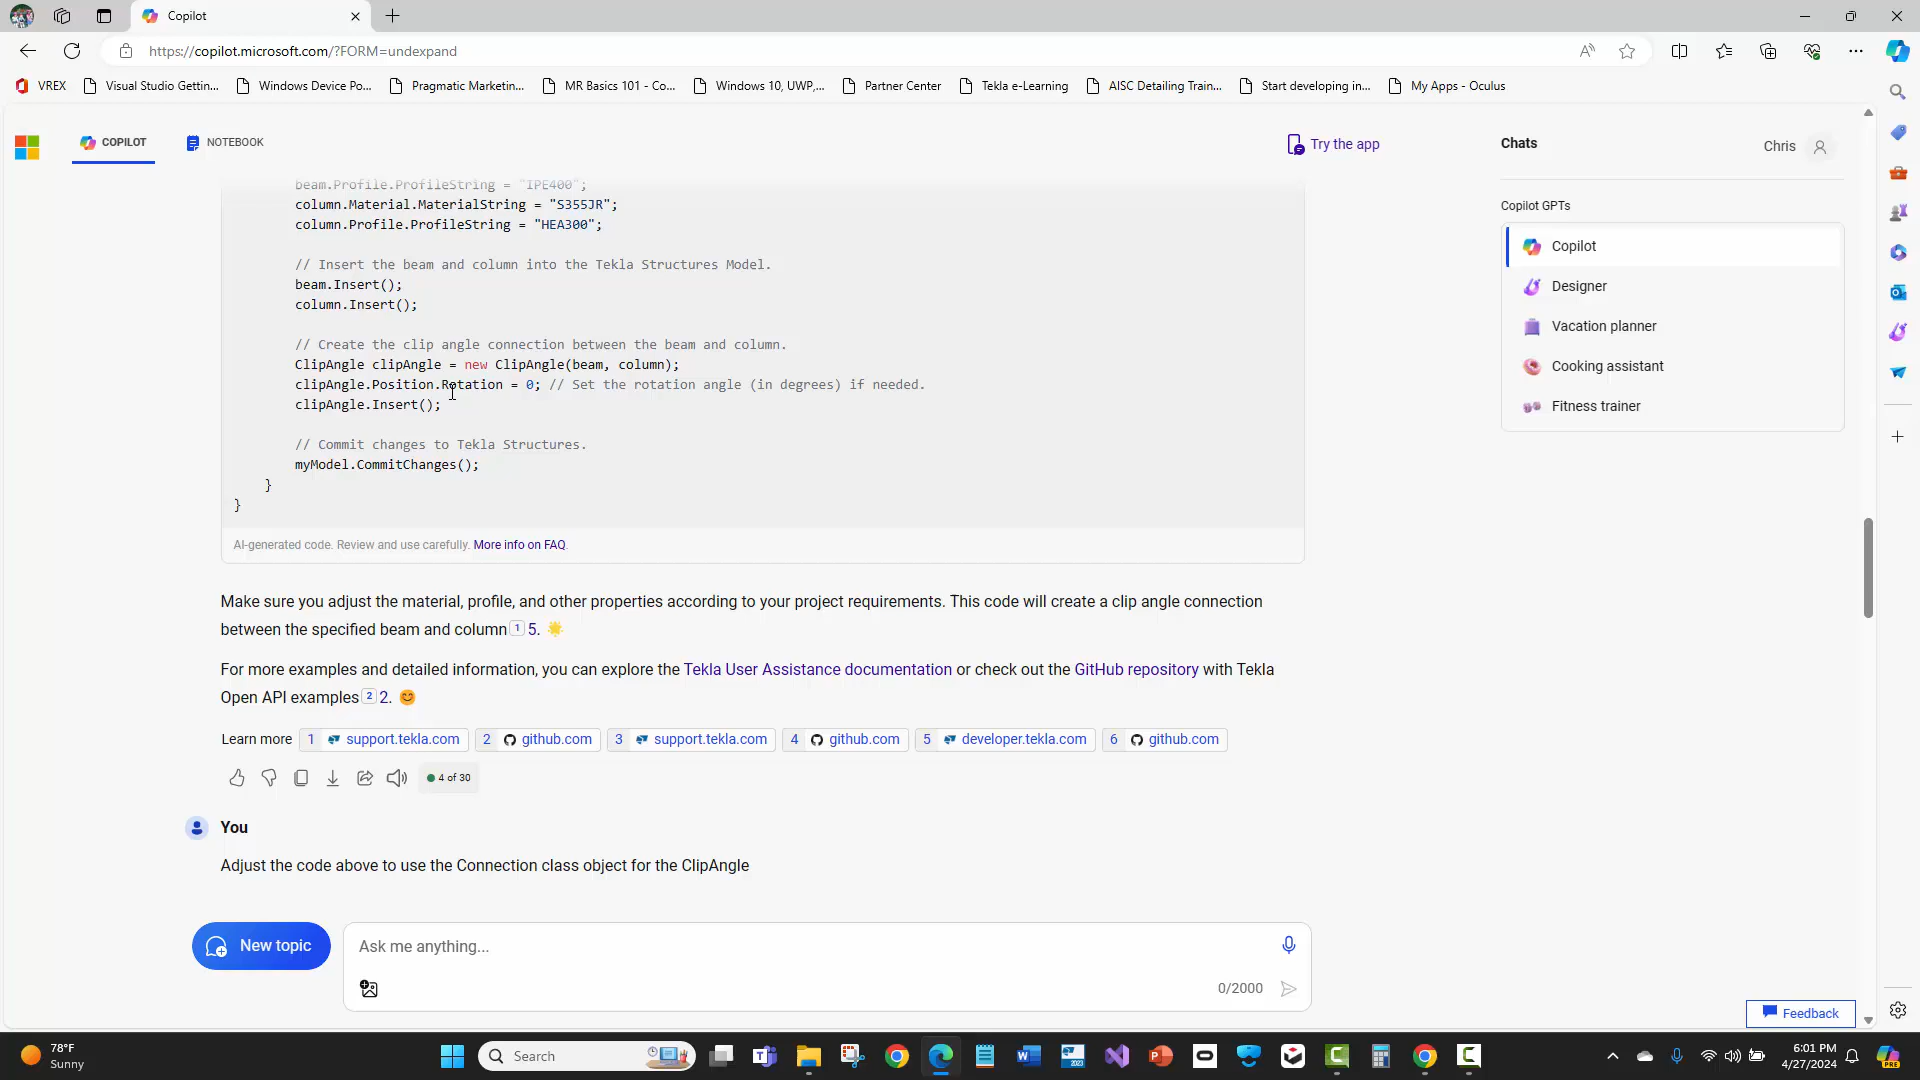 Copilot
https://copilot.microsoft.com/?FORM=undexpand
VREX
Visual Studio Gettin...
Windows Device Po...
Pragmatic Marketin...
MR Basics 101 - Co...
Windows 10, UWP,...
Partner Center
Tekla e-Learning
AISC Detailing Train...
Start developing in...
My Apps - Oculus
COPILOT
NOTEBOOK
Try the app
Chats
Chris
Copilot GPTs
Copilot
Designer
Vacation planner
Cooking assistant
Fitness trainer
beam.Profile.ProfileString = "IPE400";
column.Material.MaterialString = "S355JR";
column.Profile.ProfileString = "HEA300";
// Insert the beam and column into the Tekla Structures Model.
beam.Insert();
column.Insert();
// Create the clip angle connection between the beam and column.
ClipAngle clipAngle = new ClipAngle(beam, column);
clipAngle.Position.Rotation = 0; // Set the rotation angle (in degrees) if needed.
clipAngle.Insert();
// Commit changes to Tekla Structures.
myModel.CommitChanges();
}
}
AI-generated code. Review and use carefully. More info on FAQ.
Make sure you adjust the material, profile, and other properties according to your project requirements. This code will create a clip angle connection
between the specified beam and column 1 5. 🌟
For more examples and detailed information, you can explore the Tekla User Assistance documentation or check out the GitHub repository with Tekla
Open API examples 2 2. 😊
Learn more 1 support.tekla.com 2 github.com 3 support.tekla.com 4 github.com 5 developer.tekla.com 6 github.com
4 of 30
You
Adjust the code above to use the Connection class object for the ClipAngle
New topic
Ask me anything...
0/2000
Feedback
78°F
Sunny
Search
6:01 PM
4/27/2024